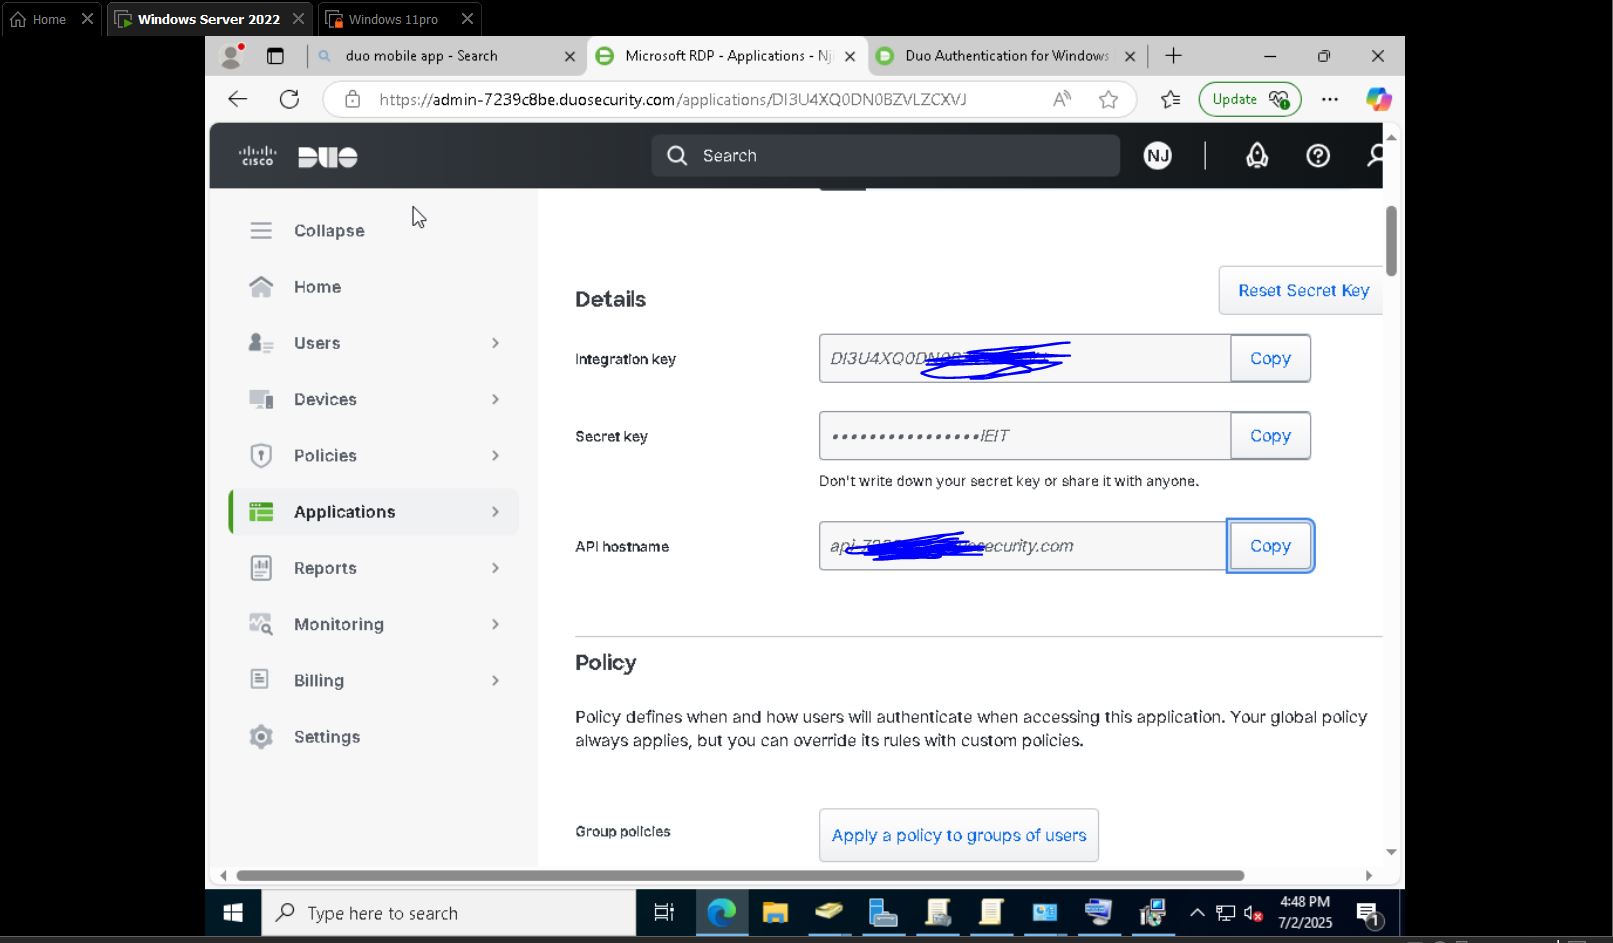 Home
Windows Server 2022
Windows 11pro
duo mobile app - Search
Microsoft RDP - Applications - Nj
Duo Authentication for Windows
https://admin-7239c8be.duosecurity.com/applications/DI3U4XQ0DN0BZVLZCXVJ
Update
CISCO DUO
Search
NJ
Collapse
Home
Users
Devices
Policies
Applications
Reports
Monitoring
Billing
Settings
Details
Reset Secret Key
Integration key
DI3U4XQ0D
Copy
Secret key
••••••••••••••••IEIT
Copy
Don't write down your secret key or share it with anyone.
API hostname
ecurity.com
Copy
Policy
Policy defines when and how users will authenticate when accessing this application. Your global policy
always applies, but you can override its rules with custom policies.
Group policies
Apply a policy to groups of users
Type here to search
4:48 PM
7/2/2025
1